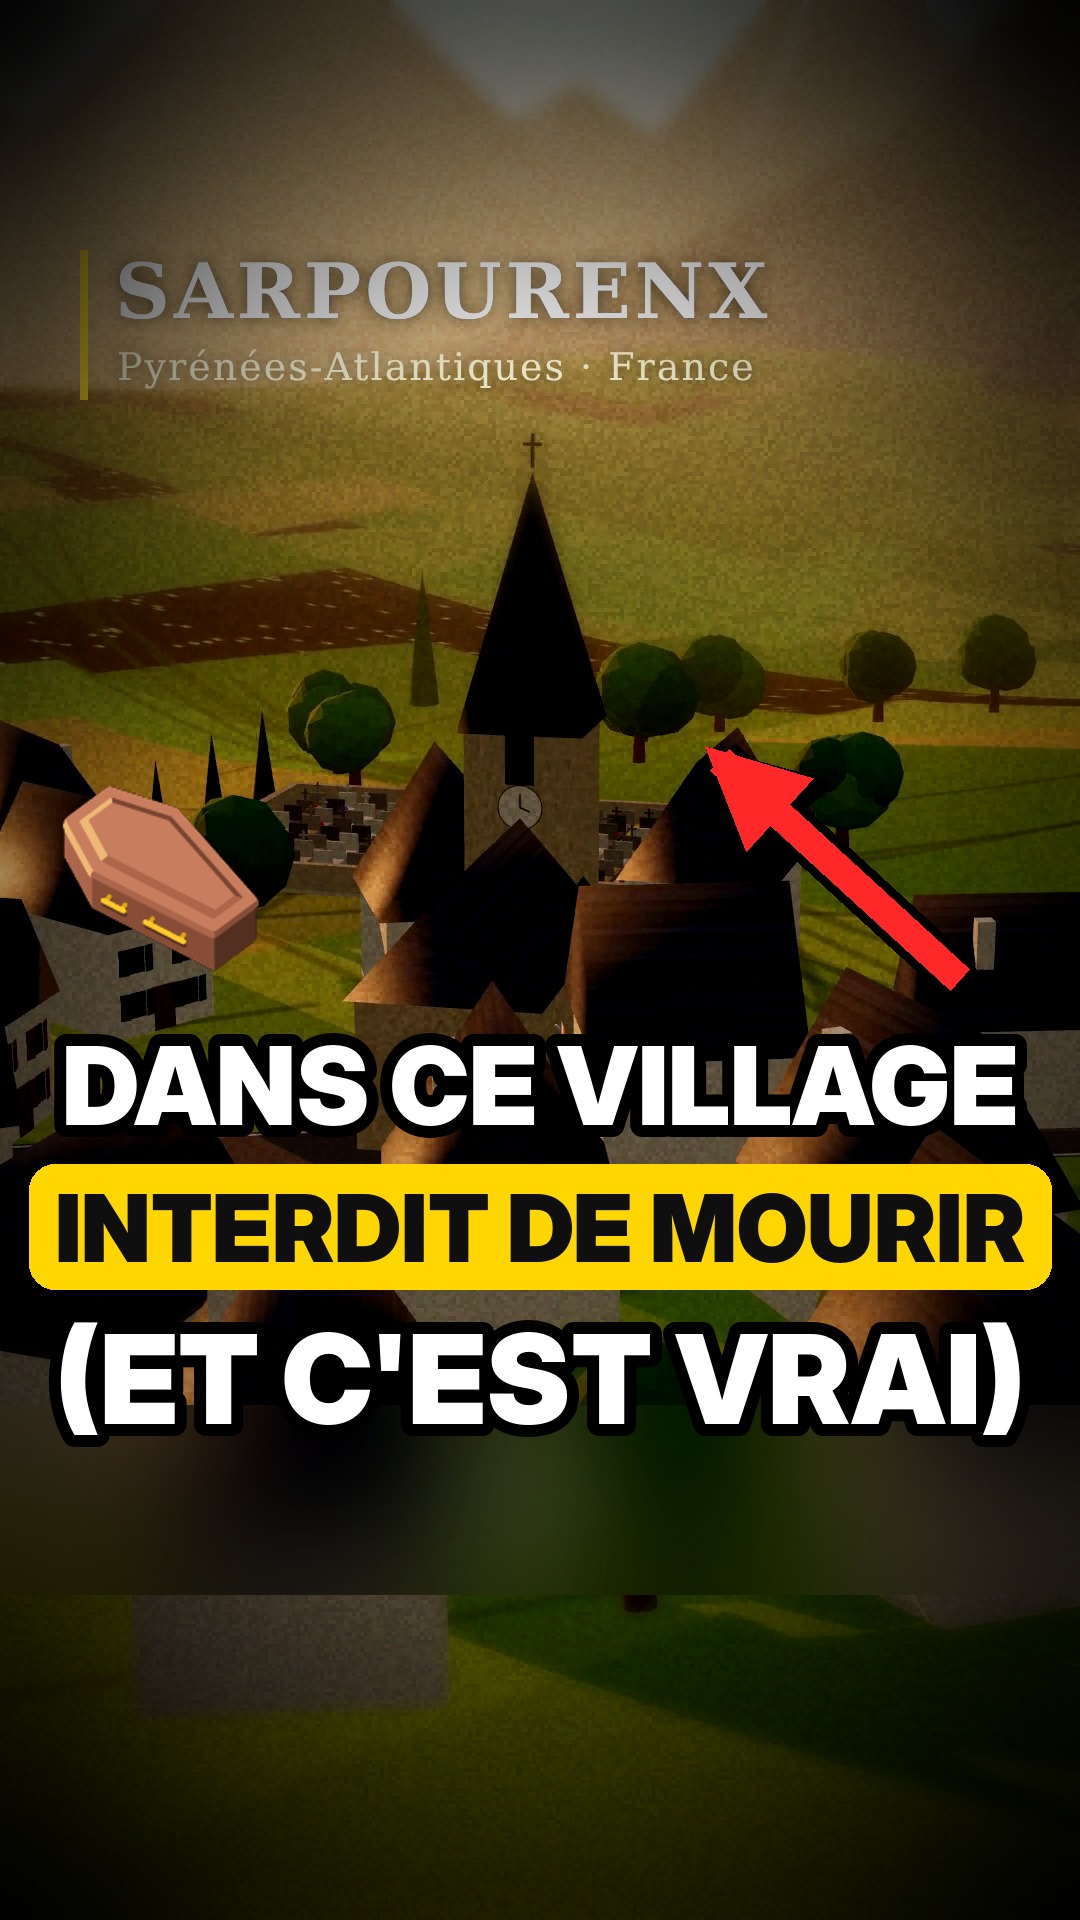 SARPOURENX
Pyrénées-Atlantiques · France
DANS CE VILLAGE
INTERDIT DE MOURIR
(ET C'EST VRAI)